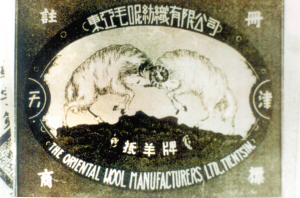 註 冊
東亞毛呢紡織有限公司
天 津
抵羊牌
THE ORIENTAL WOOL MANUFACTURERS, LTD, TIENTSIN.
商 標